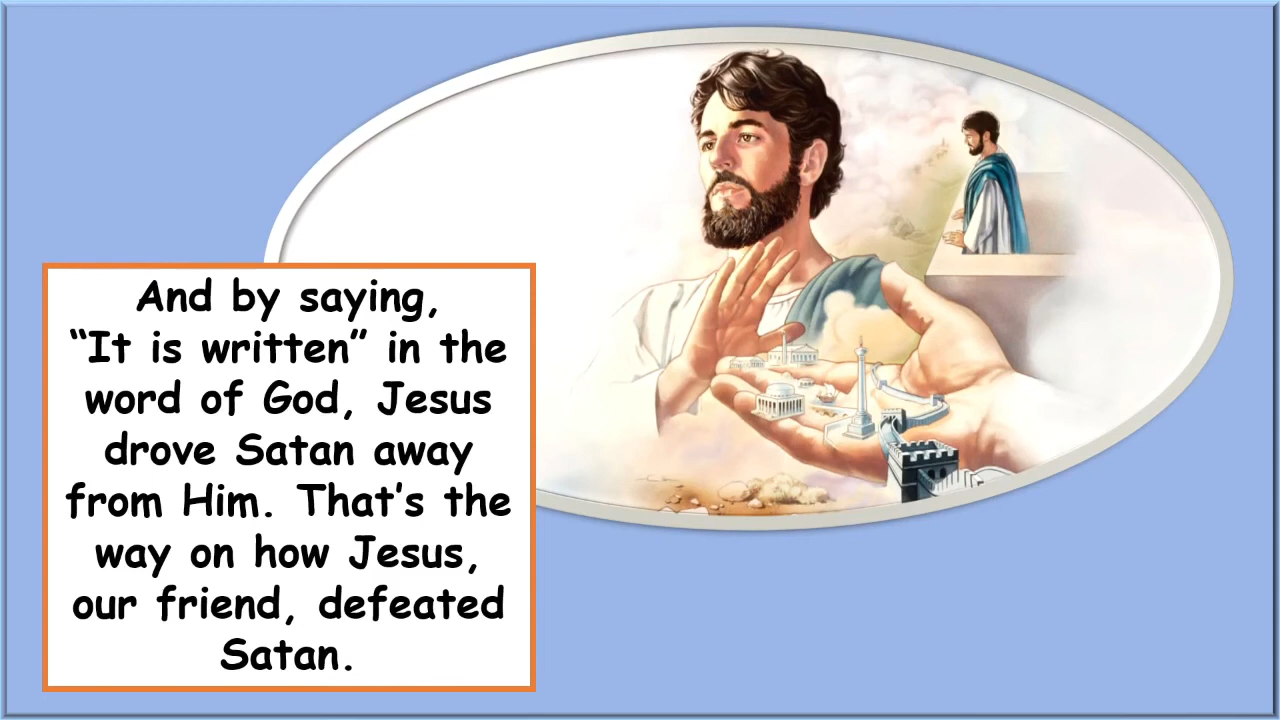 And by saying,
“It is written” in the
word of God, Jesus
drove Satan away
from Him. That’s the
way on how Jesus,
our friend, defeated
Satan.